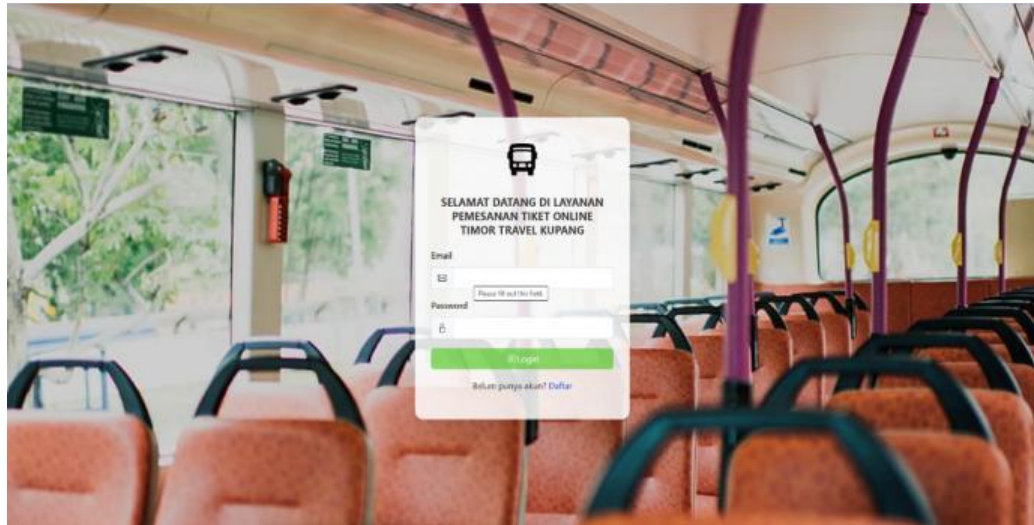 SELAMAT DATANG DI LAYANAN
PEMESANAN TIKET ONLINE
TIMOR TRAVEL KUPANG
Email
Please fill out this field.
Password
Login
Belum punya akun? Daftar